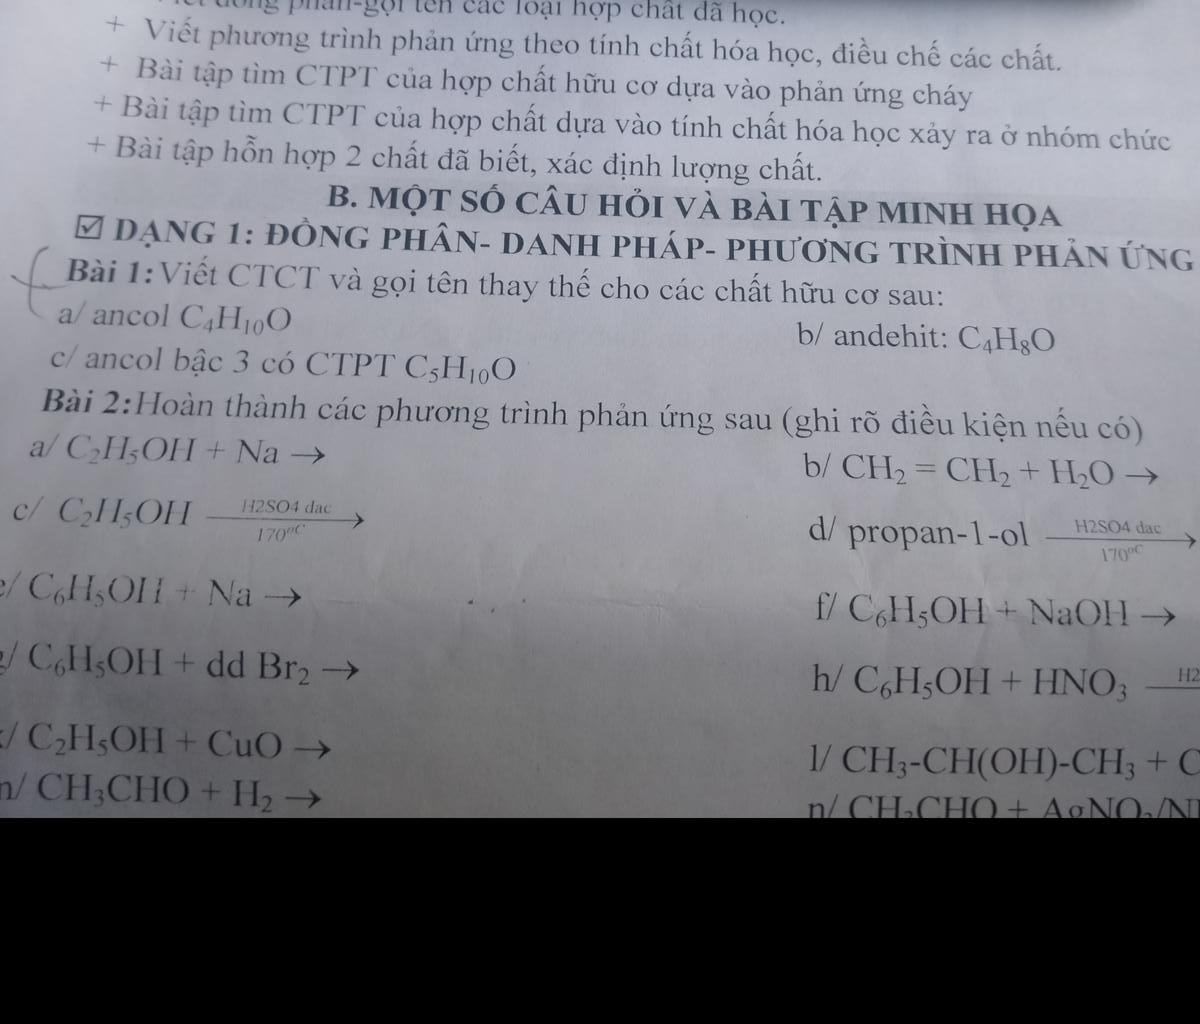 đồng phân-gọi tên các loại hợp chất đã học.
+ Viết phương trình phản ứng theo tính chất hóa học, điều chế các chất.
+ Bài tập tìm CTPT của hợp chất hữu cơ dựa vào phản ứng cháy
+ Bài tập tìm CTPT của hợp chất dựa vào tính chất hóa học xảy ra ở nhóm chức
+ Bài tập hỗn hợp 2 chất đã biết, xác định lượng chất.
B. MỘT SỐ CÂU HỎI VÀ BÀI TẬP MINH HỌA
☑ DẠNG 1: ĐỒNG PHÂN- DANH PHÁP- PHƯƠNG TRÌNH PHẢN ỨNG
Bài 1: Viết CTCT và gọi tên thay thế cho các chất hữu cơ sau:
a/ ancol C₄H₁₀O b/ andehit: C₄H₈O
c/ ancol bậc 3 có CTPT C₅H₁₀O
Bài 2:Hoàn thành các phương trình phản ứng sau (ghi rõ điều kiện nếu có)
a/ C₂H₅OH + Na → b/ CH₂ = CH₂ + H₂O →
c/ C₂H₅OH H2SO4 dac 170ºC → d/ propan-1-ol H2SO4 dac 170ºC →
e/ C₆H₅OH + Na → f/ C₆H₅OH + NaOH →
/ C₆H₅OH + dd Br₂ → h/ C₆H₅OH + HNO₃ H2
/ C₂H₅OH + CuO → l/ CH₃-CH(OH)-CH₃ + C
/ CH₃CHO + H₂ → n/ CH₃CHO + AgNO₃/N